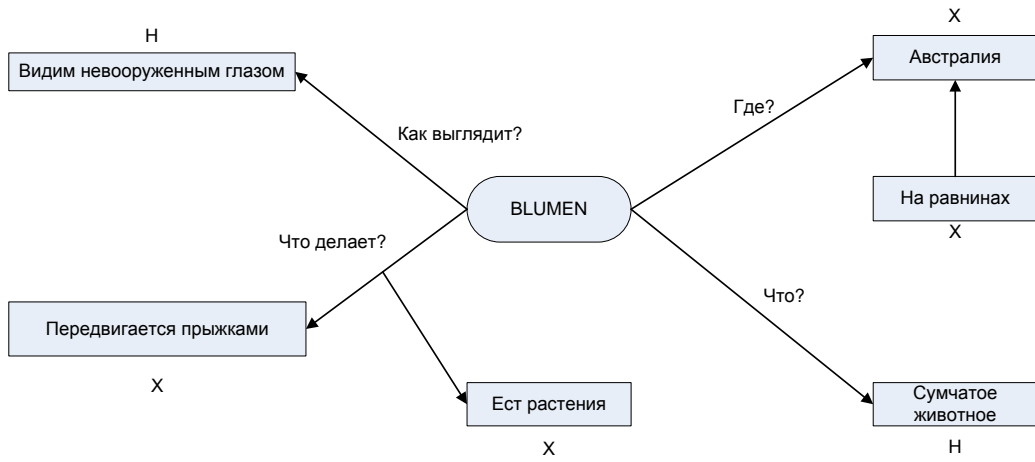 Н
Видим невооруженным глазом
Х
Австралия
Где?
Как выглядит?
На равнинах
Х
BLUMEN
Что делает?
Что?
Передвигается прыжками
Х
Ест растения
Х
Сумчатое
животное
Н